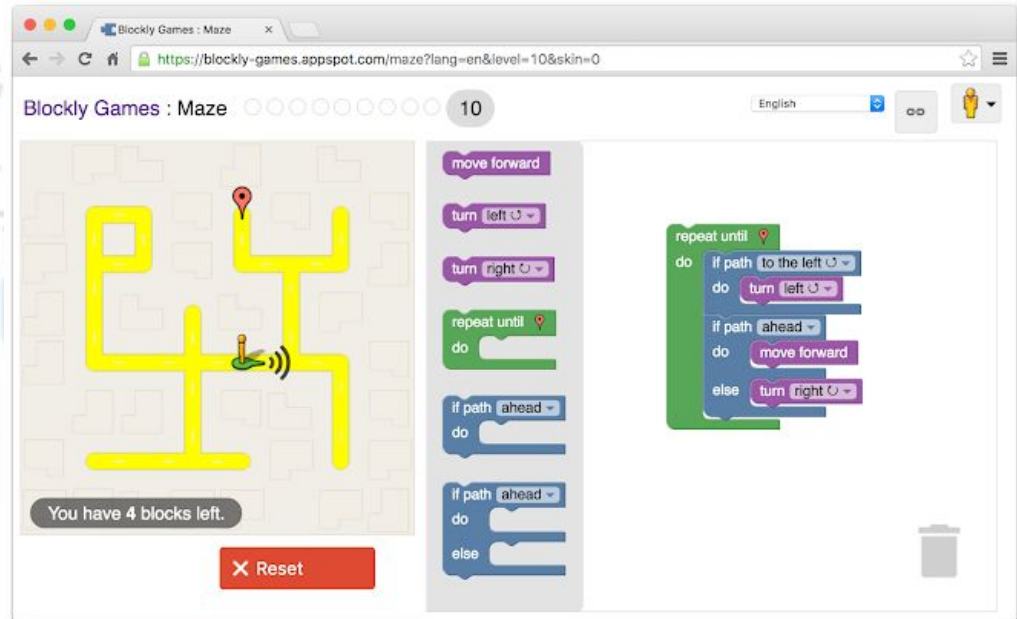 Blockly Games : Maze ×
https://blockly-games.appspot.com/maze?lang=en&level=10&skin=0
Blockly Games : Maze 10 English
move forward
turn left ↺
turn right ↻
repeat until
do
if path ahead
do
if path ahead
do
else
repeat until
do if path to the left ↺
do turn left ↺
if path ahead
do move forward
else turn right ↻
You have 4 blocks left.
× Reset